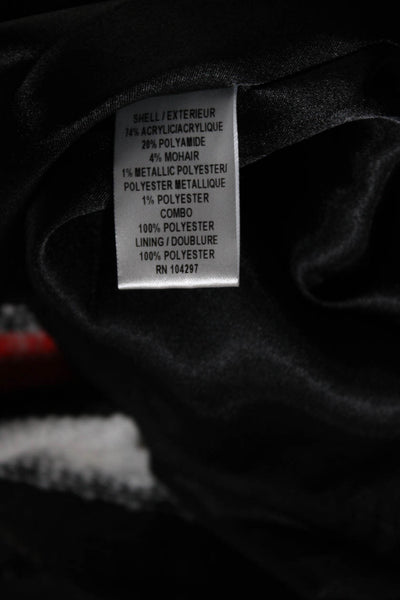 SHELL / EXTERIEUR
74% ACRYLIC/ACRYLIQUE
20% POLYAMIDE
4% MOHAIR
1% METALLIC POLYESTER/
POLYESTER METALLIQUE
1% POLYESTER
COMBO
100% POLYESTER
LINING / DOUBLURE
100% POLYESTER
RN 104297